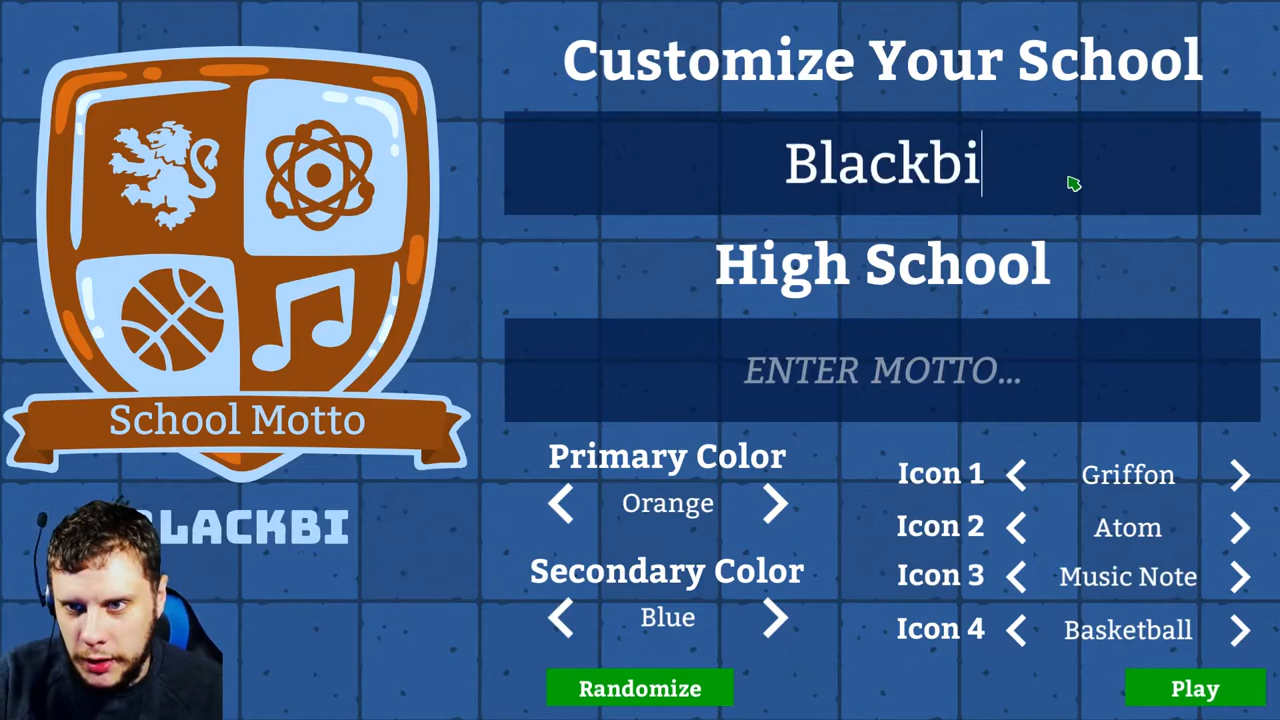 Customize Your School
Blackbi
High School
ENTER MOTTO...
School Motto
LACKBI
Primary Color
Orange
Secondary Color
Blue
Icon 1
Griffon
Icon 2
Atom
Icon 3
Music Note
Icon 4
Basketball
Randomize
Play